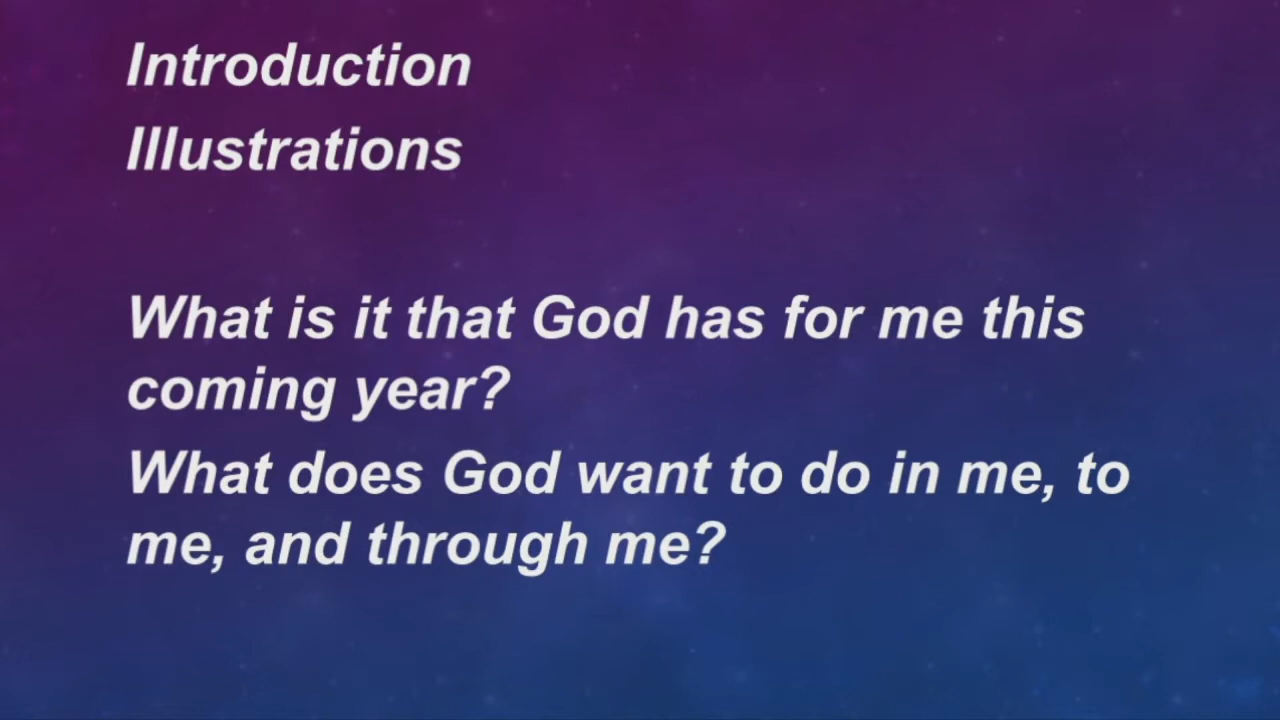 Introduction
Illustrations
What is it that God has for me this
coming year?
What does God want to do in me, to
me, and through me?